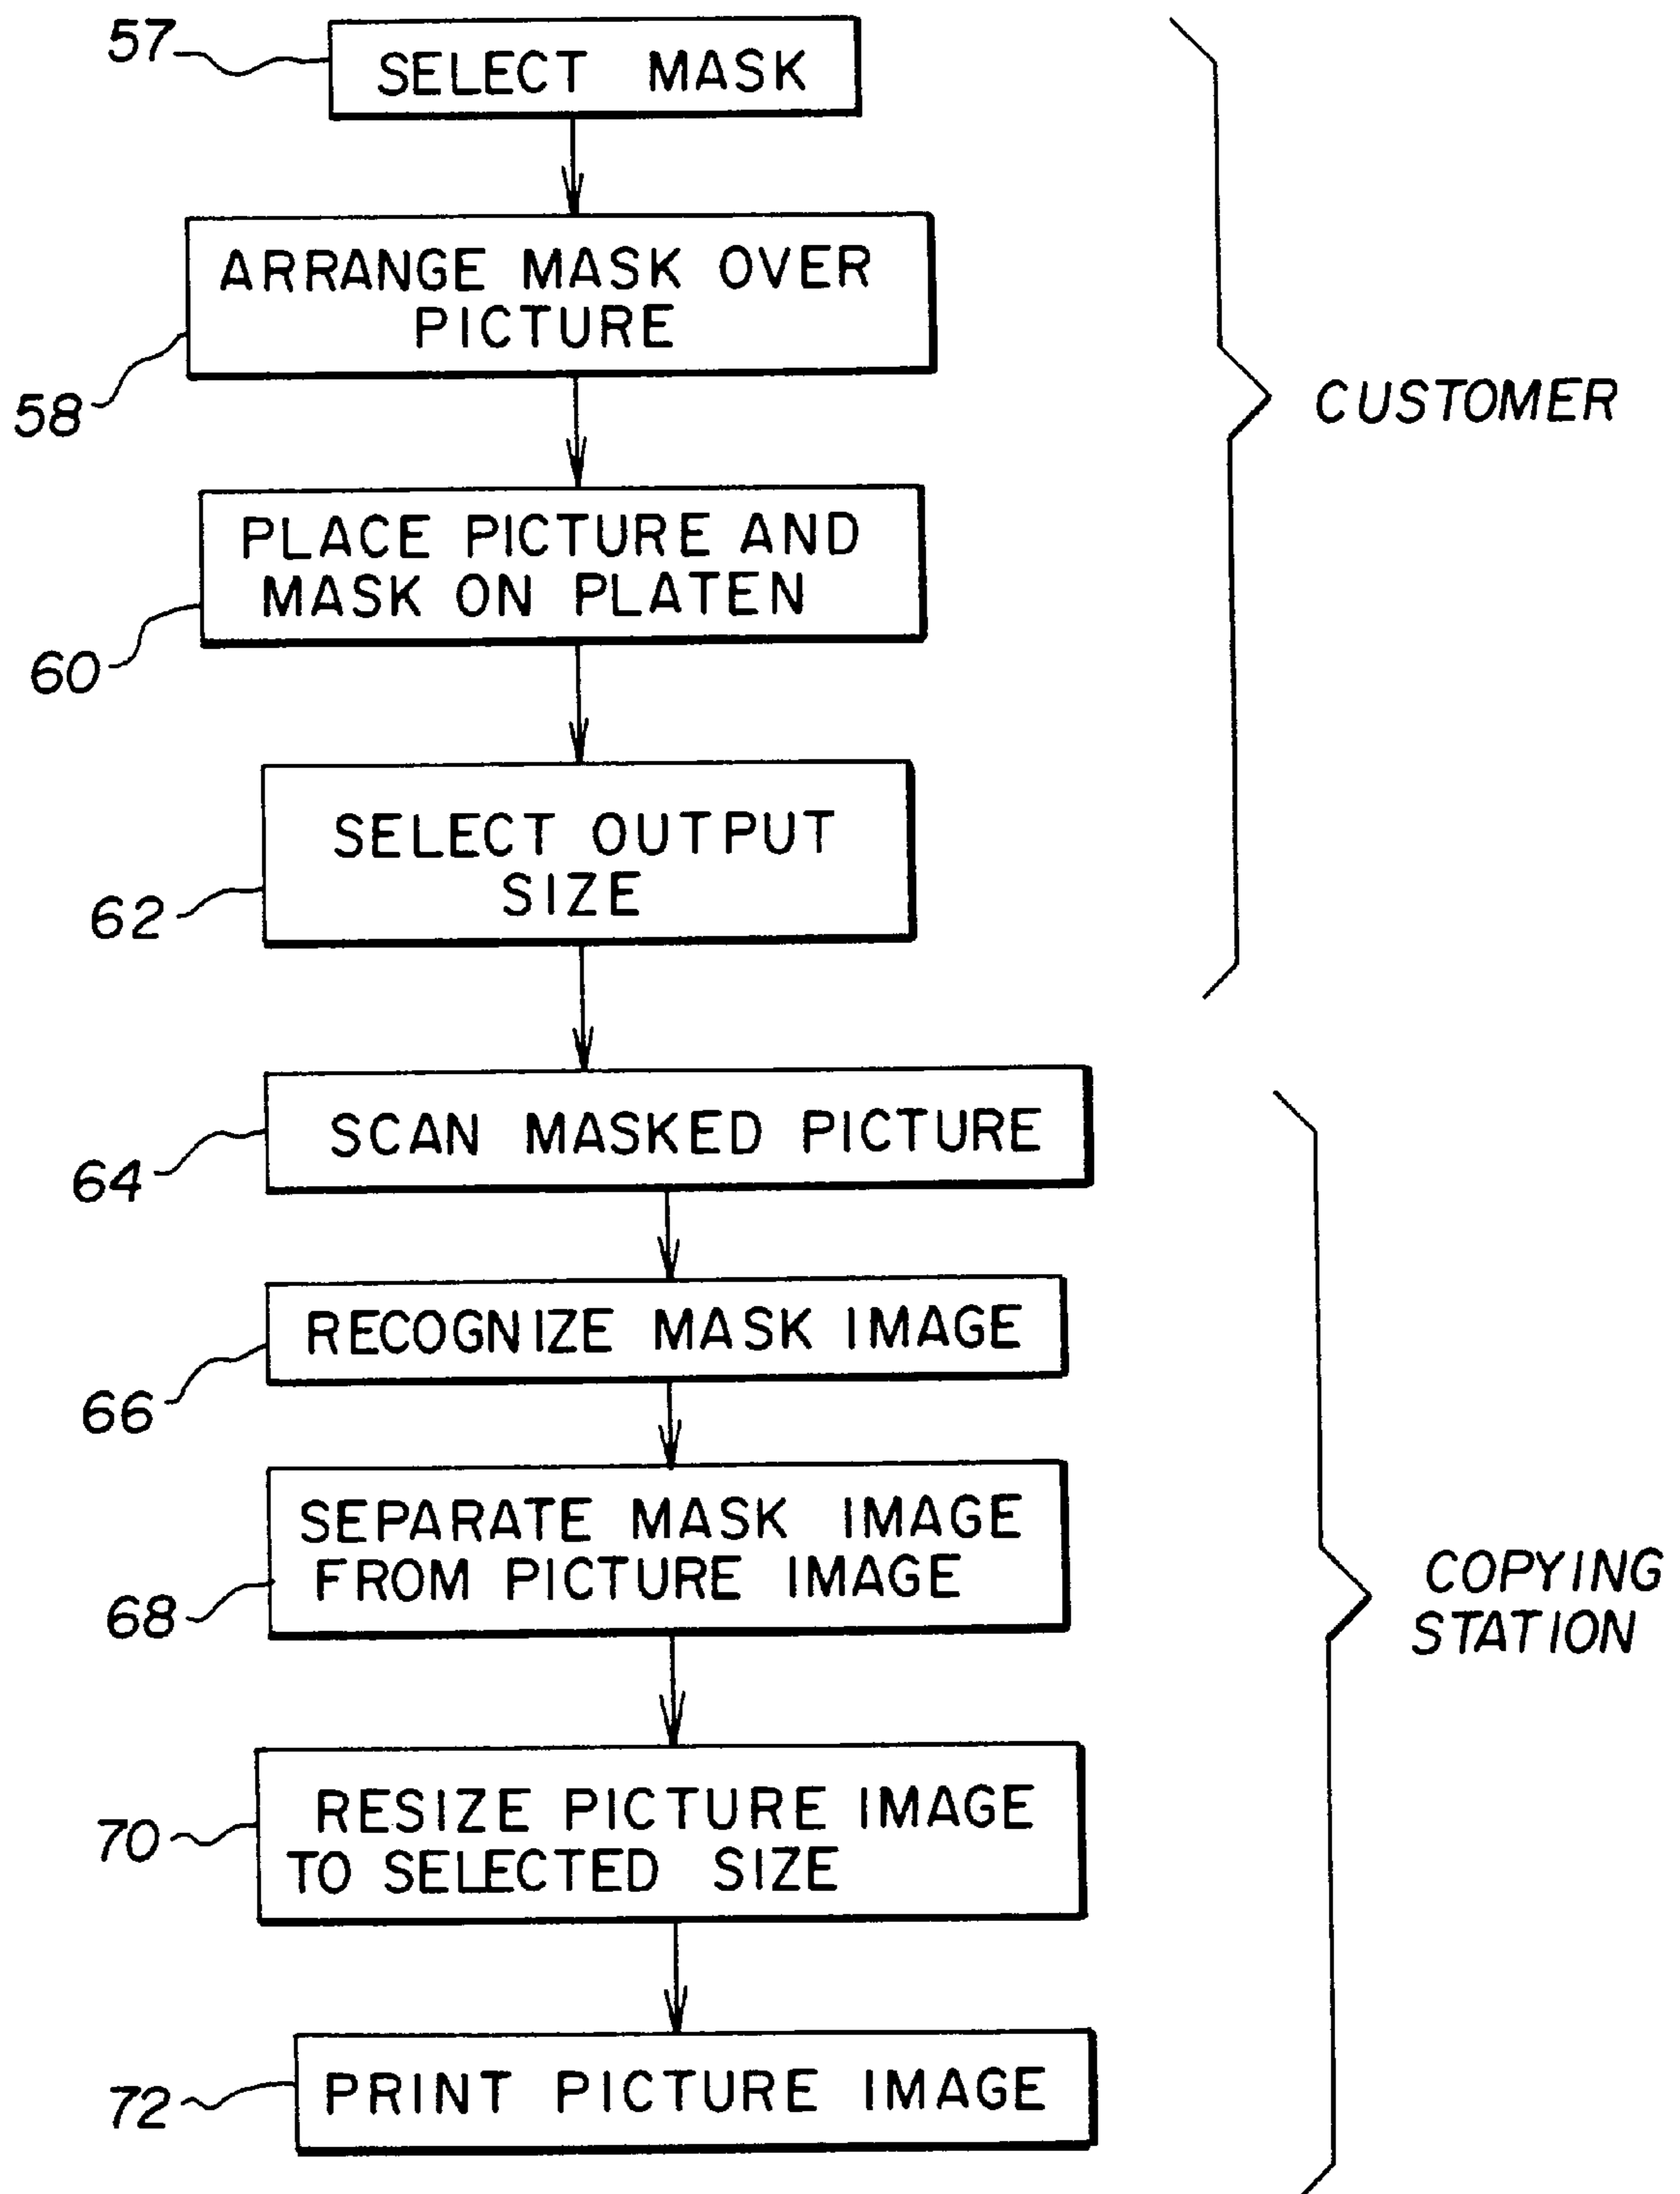 57
SELECT MASK
ARRANGE MASK OVER
PICTURE
58
CUSTOMER
PLACE PICTURE AND
MASK ON PLATEN
60
SELECT OUTPUT
SIZE
62
SCAN MASKED PICTURE
64
RECOGNIZE MASK IMAGE
66
SEPARATE MASK IMAGE
FROM PICTURE IMAGE
68
COPYING
STATION
RESIZE PICTURE IMAGE
TO SELECTED SIZE
70
PRINT PICTURE IMAGE
72